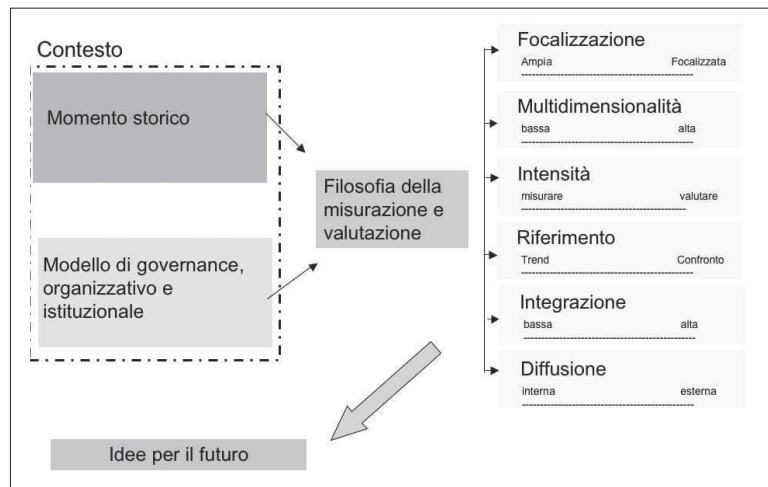 Contesto
Momento storico
Modello di governance,
organizzativo e
istituzionale
Filosofia della
misurazione e
valutazione
Focalizzazione
Ampia Focalizzata
Multidimensionalità
bassa alta
Intensità
misurare valutare
Riferimento
Trend Confronto
Integrazione
bassa alta
Diffusione
interna esterna
Idee per il futuro